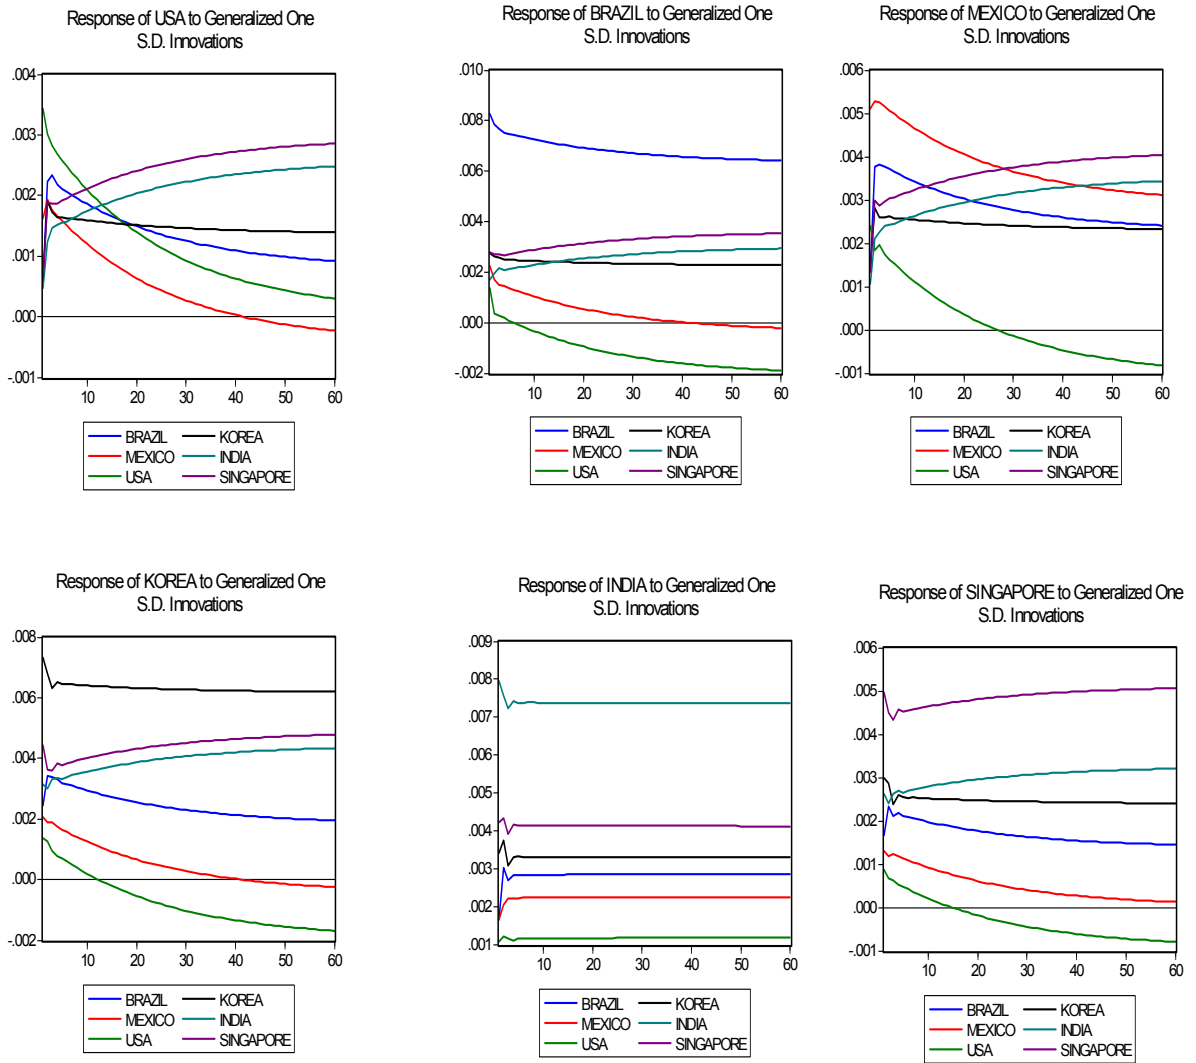 Response of USA to Generalized One
S.D. Innovations
.004
.003
.002
.001
.000
-.001
10 20 30 40 50 60
BRAZIL KOREA
MEXICO INDIA
USA SINGAPORE
Response of BRAZIL to Generalized One
S.D. Innovations
.010
.008
.006
.004
.002
.000
-.002
10 20 30 40 50 60
BRAZIL KOREA
MEXICO INDIA
USA SINGAPORE
Response of MEXICO to Generalized One
S.D. Innovations
.006
.005
.004
.003
.002
.001
.000
-.001
10 20 30 40 50 60
BRAZIL KOREA
MEXICO INDIA
USA SINGAPORE
Response of KOREA to Generalized One
S.D. Innovations
.008
.006
.004
.002
.000
-.002
10 20 30 40 50 60
BRAZIL KOREA
MEXICO INDIA
USA SINGAPORE
Response of INDIA to Generalized One
S.D. Innovations
.009
.008
.007
.006
.005
.004
.003
.002
.001
10 20 30 40 50 60
BRAZIL KOREA
MEXICO INDIA
USA SINGAPORE
Response of SINGAPORE to Generalized One
S.D. Innovations
.006
.005
.004
.003
.002
.001
.000
-.001
10 20 30 40 50 60
BRAZIL KOREA
MEXICO INDIA
USA SINGAPORE